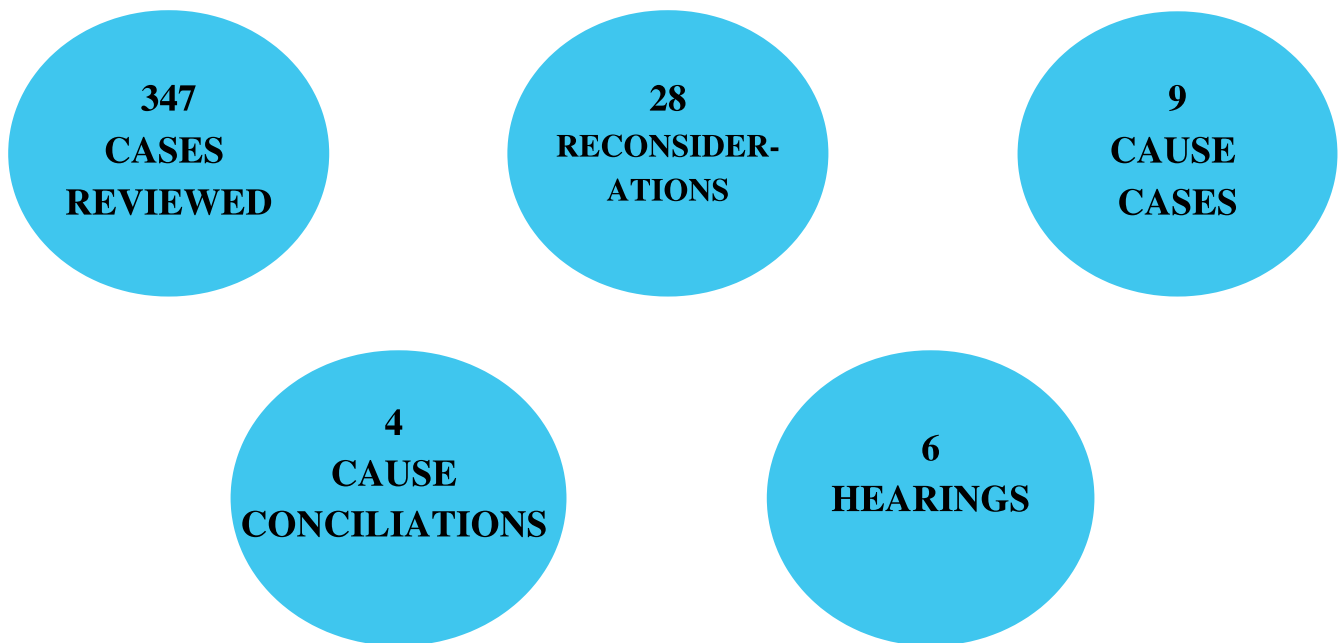 347
CASES
REVIEWED
28
RECONSIDER-
ATIONS
9
CAUSE
CASES
4
CAUSE
CONCILIATIONS
6
HEARINGS